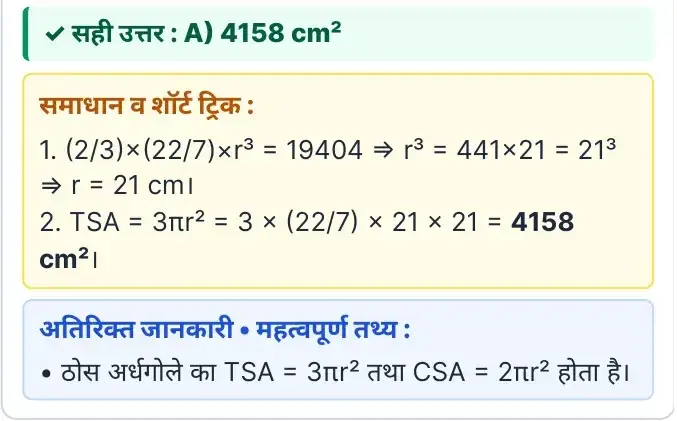 ✓ सही उत्तर : A) 4158 cm²
समाधान व शॉर्ट ट्रिक :
1. (2/3)×(22/7)×r³ = 19404 ⇒ r³ = 441×21 = 21³
⇒ r = 21 cm।
2. TSA = 3πr² = 3 × (22/7) × 21 × 21 = 4158
cm²।
अतिरिक्त जानकारी • महत्वपूर्ण तथ्य :
• ठोस अर्धगोले का TSA = 3πr² तथा CSA = 2πr² होता है।